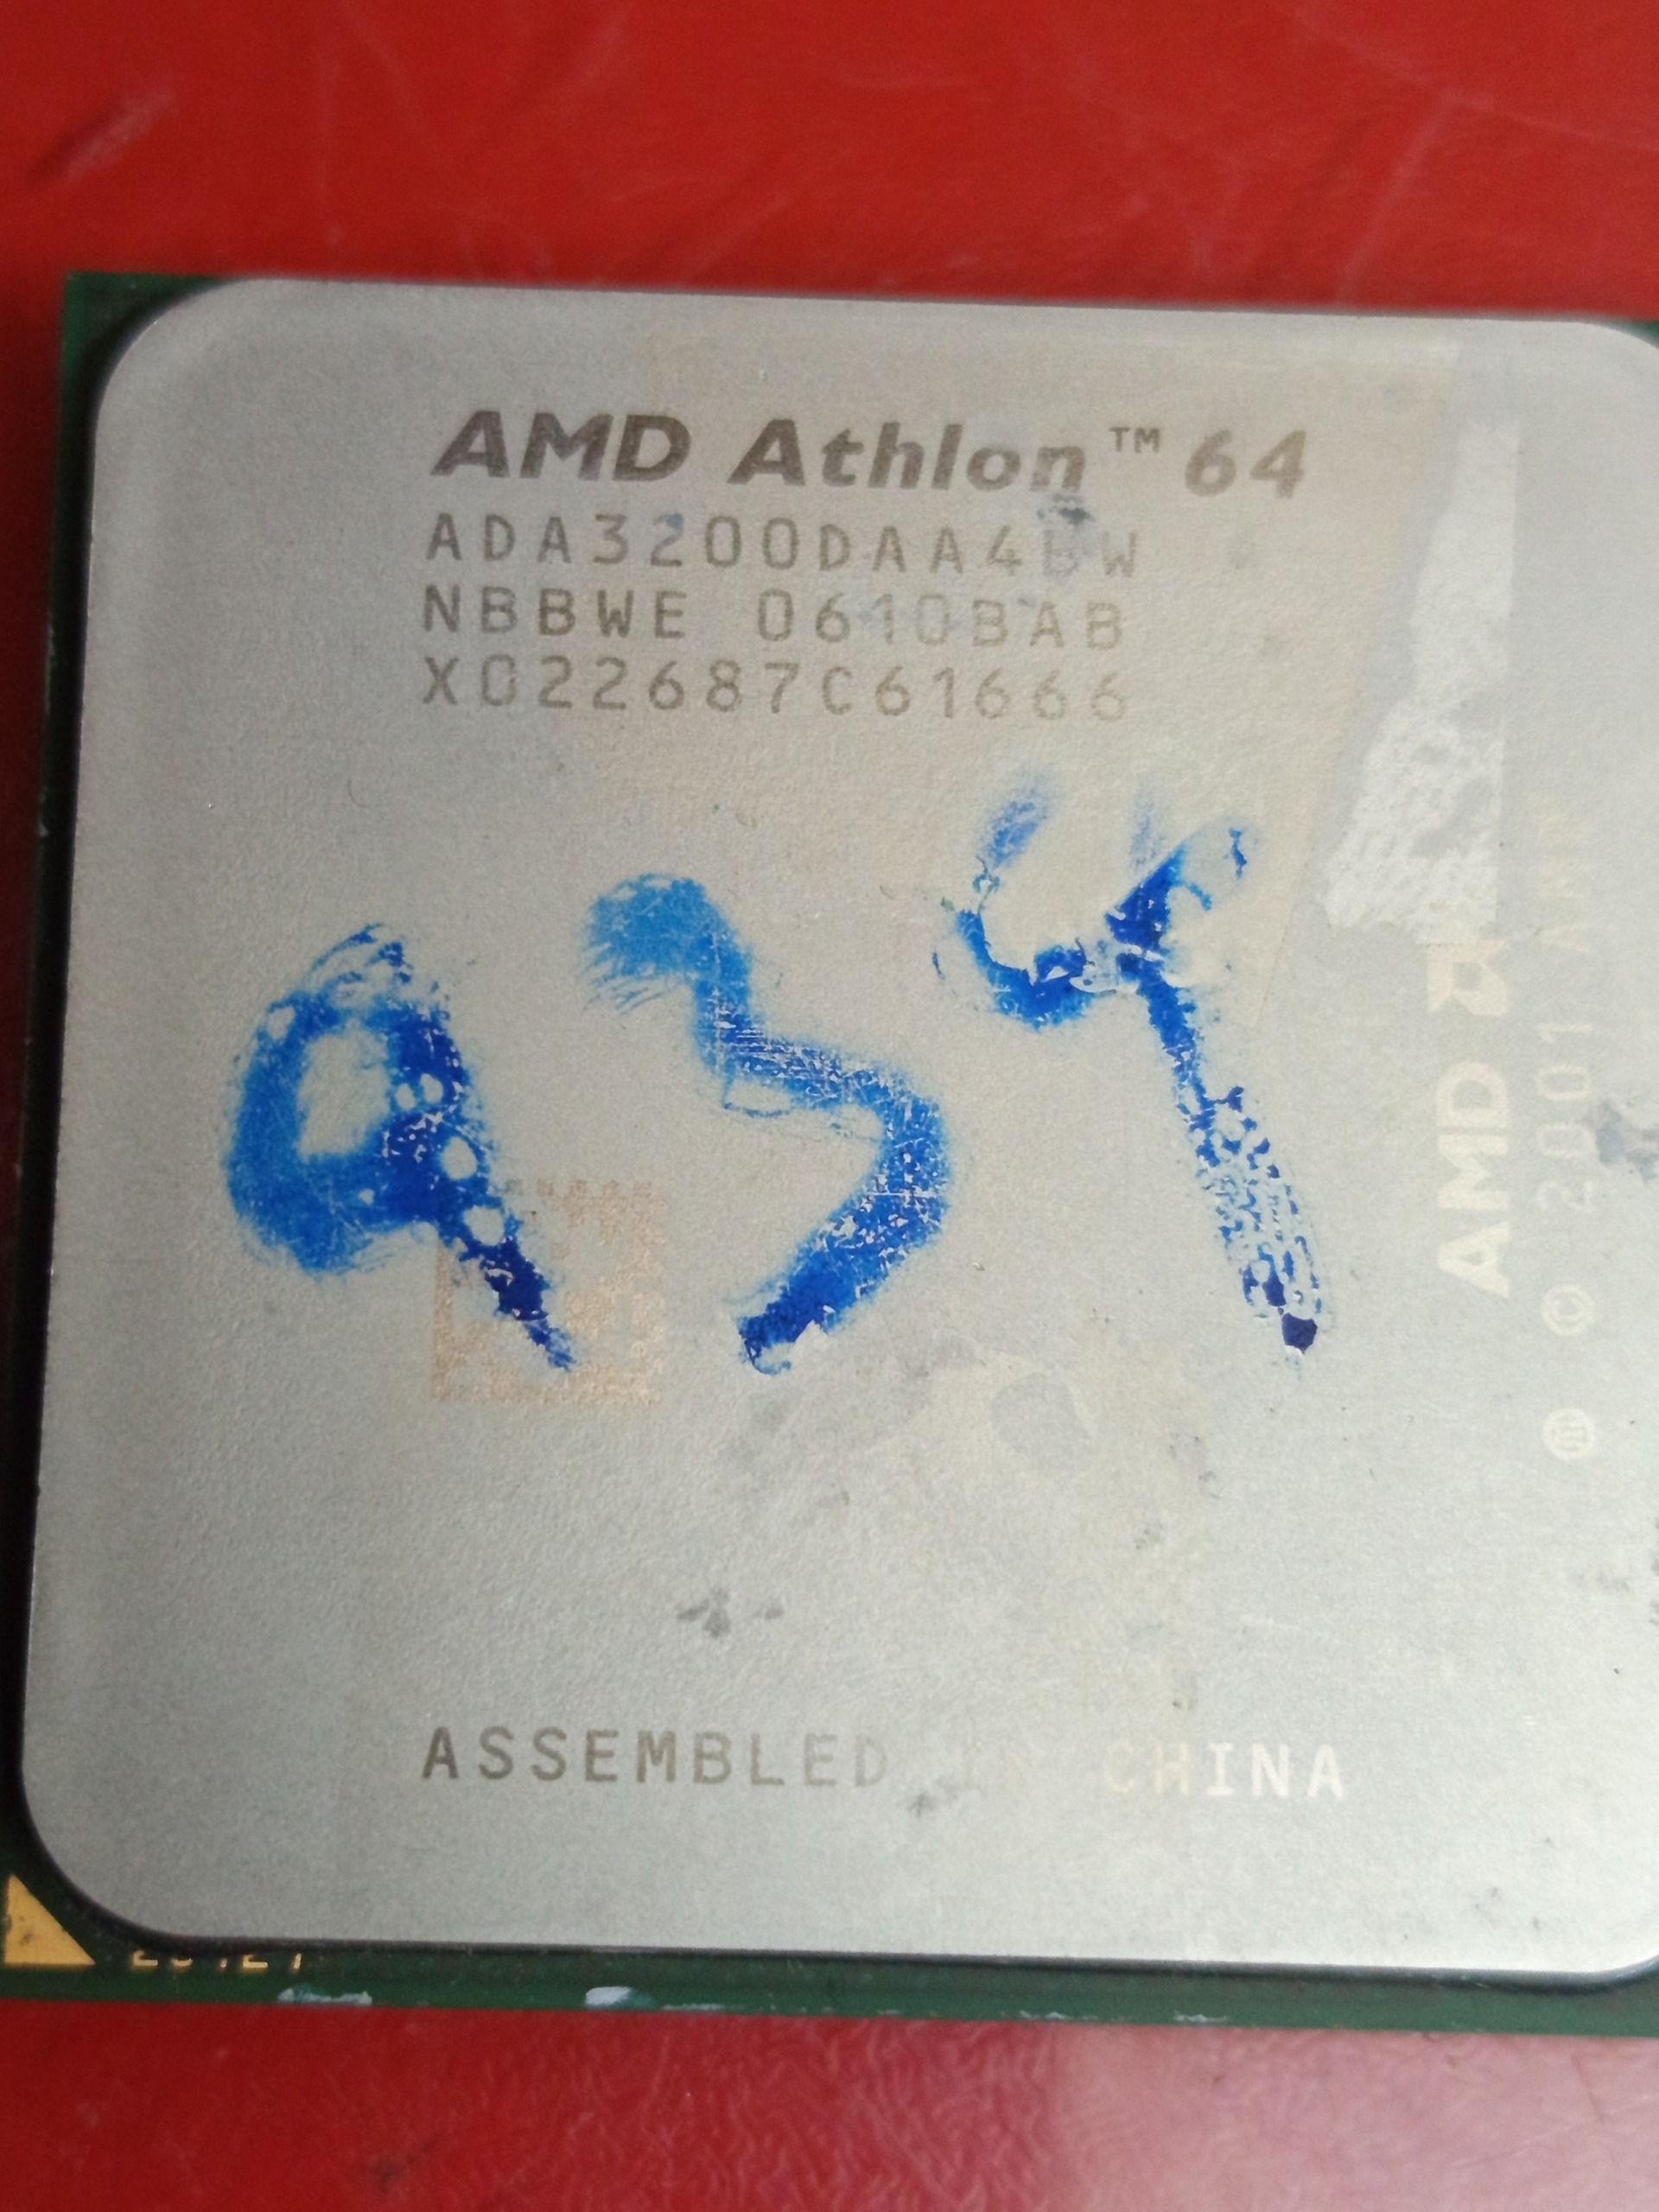 AMD Athlon™ 64
ADA3200DAA4BW
NBBWE 0610BAB
X022687C61666
934
AMD
© 2001 AMD
ASSEMBLED IN CHINA